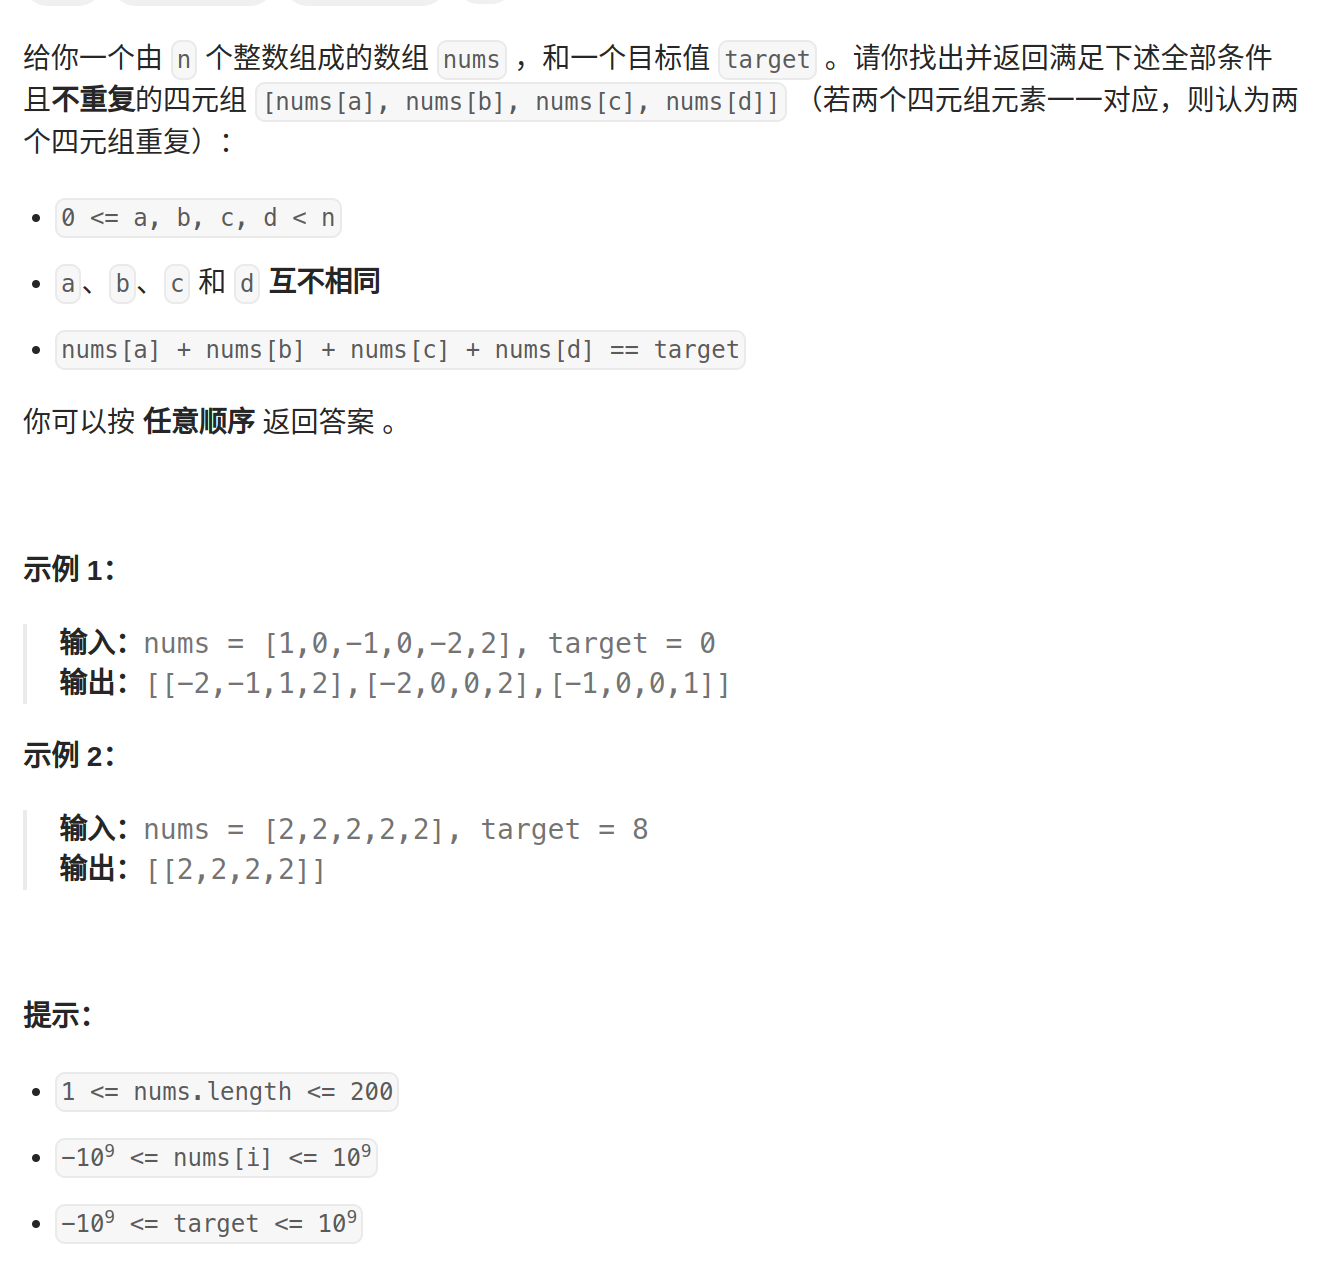 给你一个由 n 个整数组成的数组 nums ，和一个目标值 target 。请你找出并返回满足下述全部条件
且不重复的四元组 [nums[a], nums[b], nums[c], nums[d]] （若两个四元组元素一一对应，则认为两
个四元组重复）：
0 <= a, b, c, d < n
a、b、c 和 d 互不相同
nums[a] + nums[b] + nums[c] + nums[d] == target
你可以按 任意顺序 返回答案 。
示例 1：
输入：nums = [1,0,-1,0,-2,2], target = 0
输出：[[-2,-1,1,2],[-2,0,0,2],[-1,0,0,1]]
示例 2：
输入：nums = [2,2,2,2,2], target = 8
输出：[[2,2,2,2]]
提示：
1 <= nums.length <= 200
-10⁹ <= nums[i] <= 10⁹
-10⁹ <= target <= 10⁹